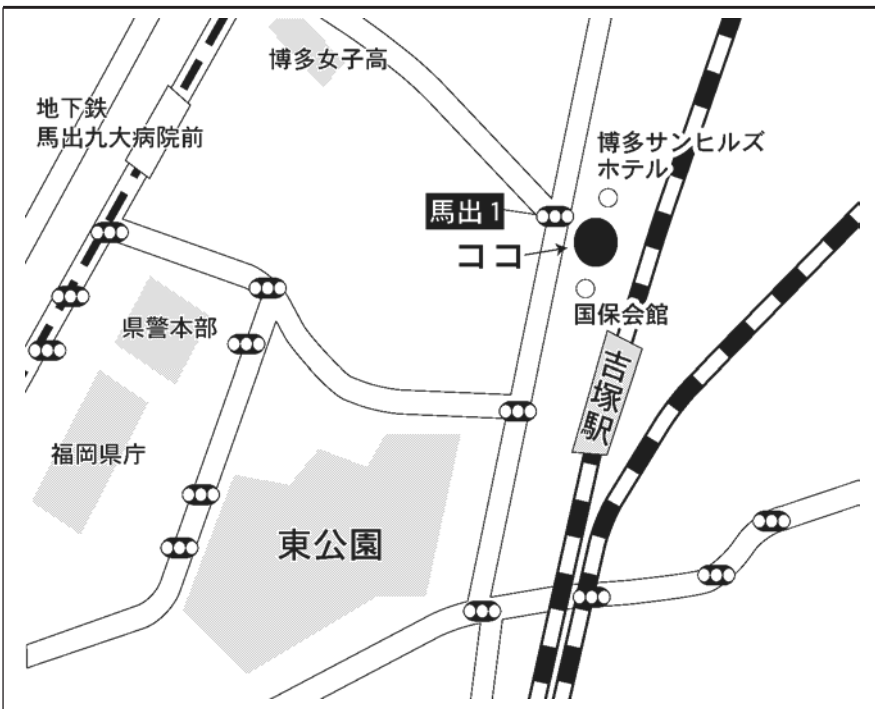 博多女子高
地下鉄
馬出九大病院前
博多サンヒルズ
ホテル
馬出1
ココ
国保会館
県警本部
吉塚駅
福岡県庁
東公園